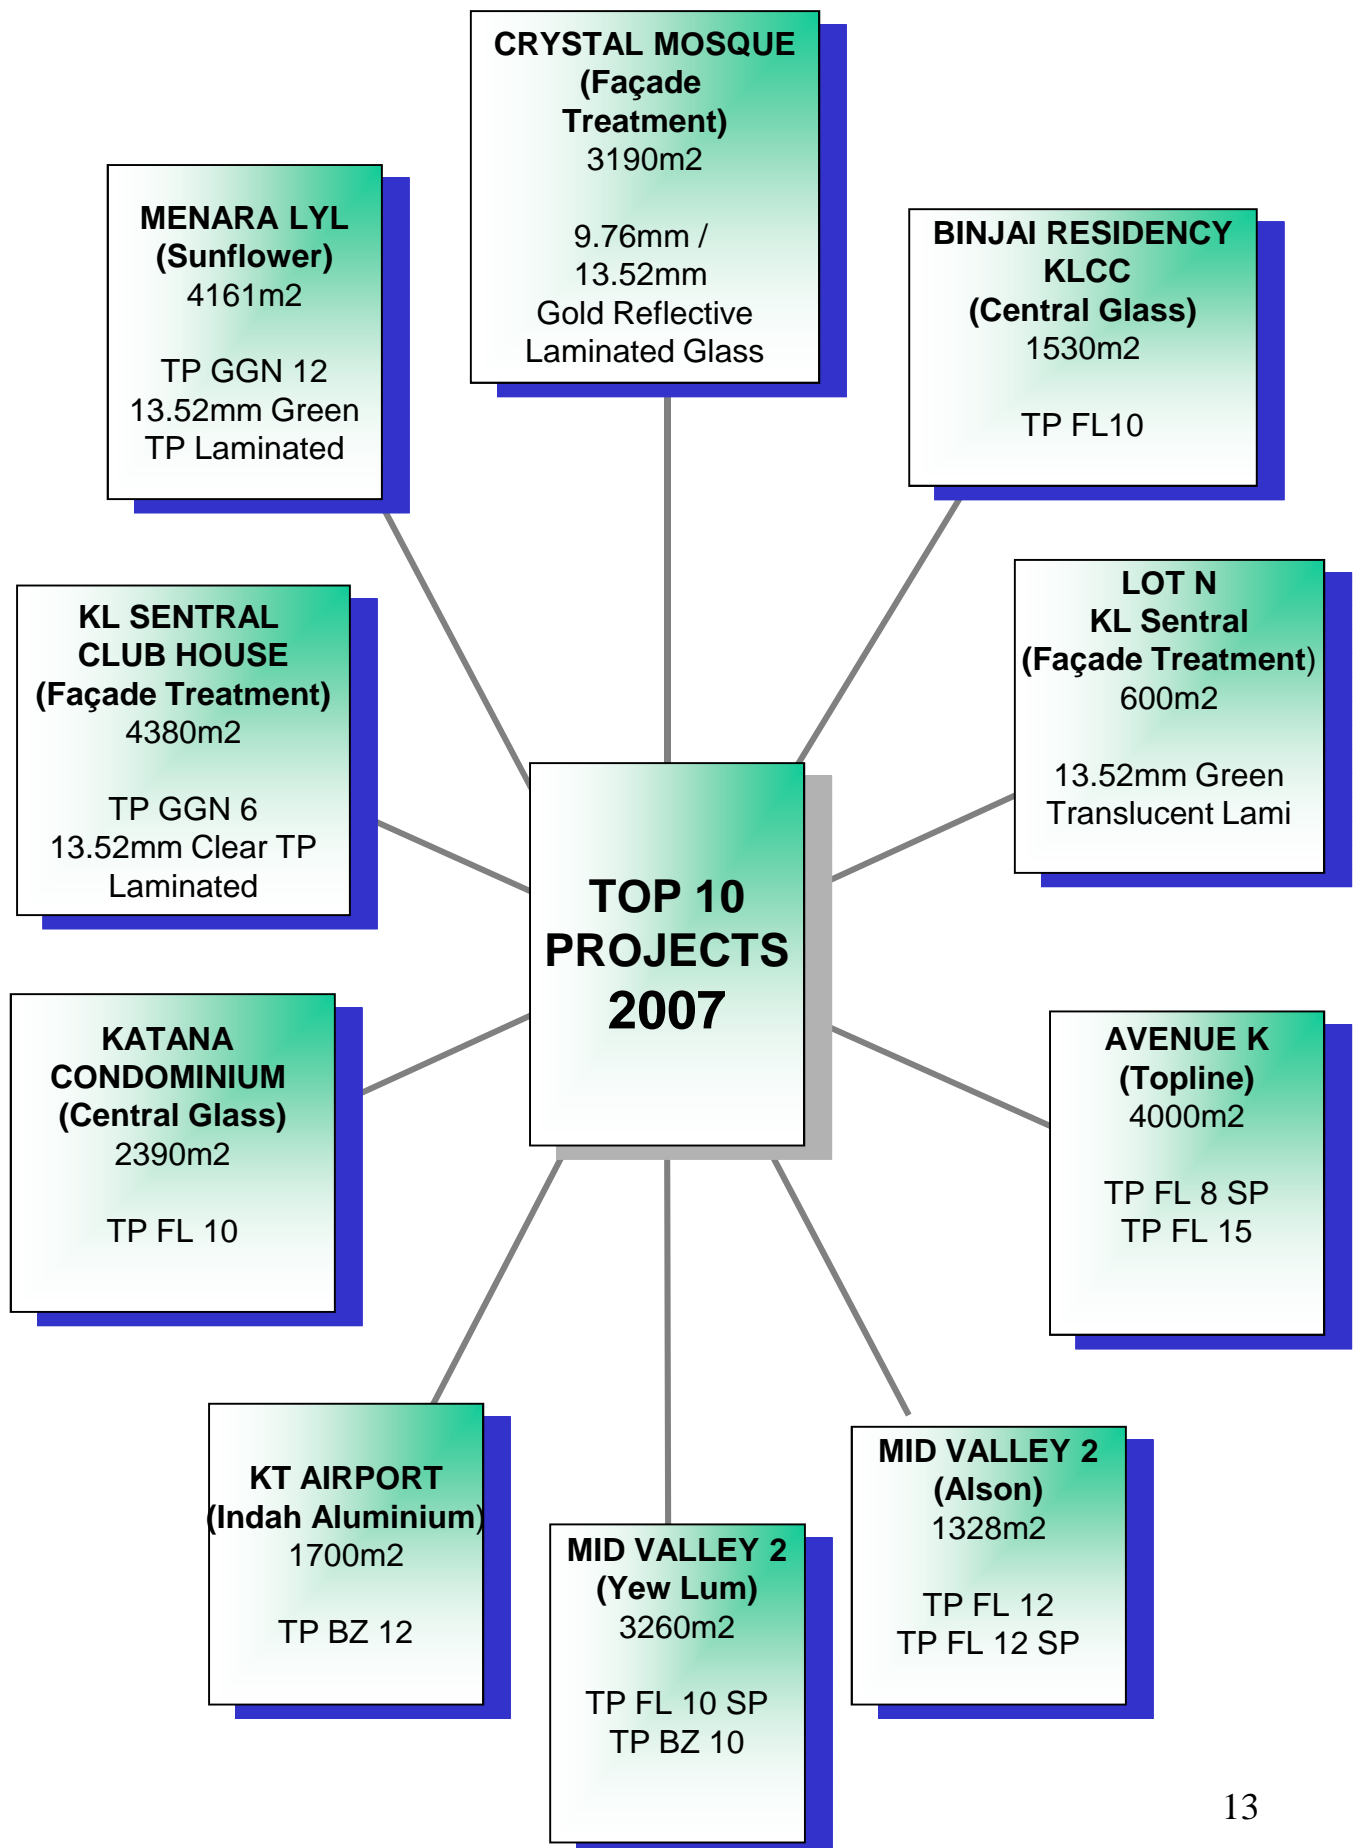 CRYSTAL MOSQUE
(Façade
Treatment)
3190m2
9.76mm /
13.52mm
Gold Reflective
Laminated Glass
MENARA LYL
(Sunflower)
4161m2
TP GGN 12
13.52mm Green
TP Laminated
BINJAI RESIDENCY
KLCC
(Central Glass)
1530m2
TP FL10
KL SENTRAL
CLUB HOUSE
(Façade Treatment)
4380m2
TP GGN 6
13.52mm Clear TP
Laminated
LOT N
KL Sentral
(Façade Treatment)
600m2
13.52mm Green
Translucent Lami
TOP 10
PROJECTS
2007
KATANA
CONDOMINIUM
(Central Glass)
2390m2
TP FL 10
AVENUE K
(Topline)
4000m2
TP FL 8 SP
TP FL 15
KT AIRPORT
(Indah Aluminium)
1700m2
TP BZ 12
MID VALLEY 2
(Yew Lum)
3260m2
TP FL 10 SP
TP BZ 10
MID VALLEY 2
(Alson)
1328m2
TP FL 12
TP FL 12 SP
13